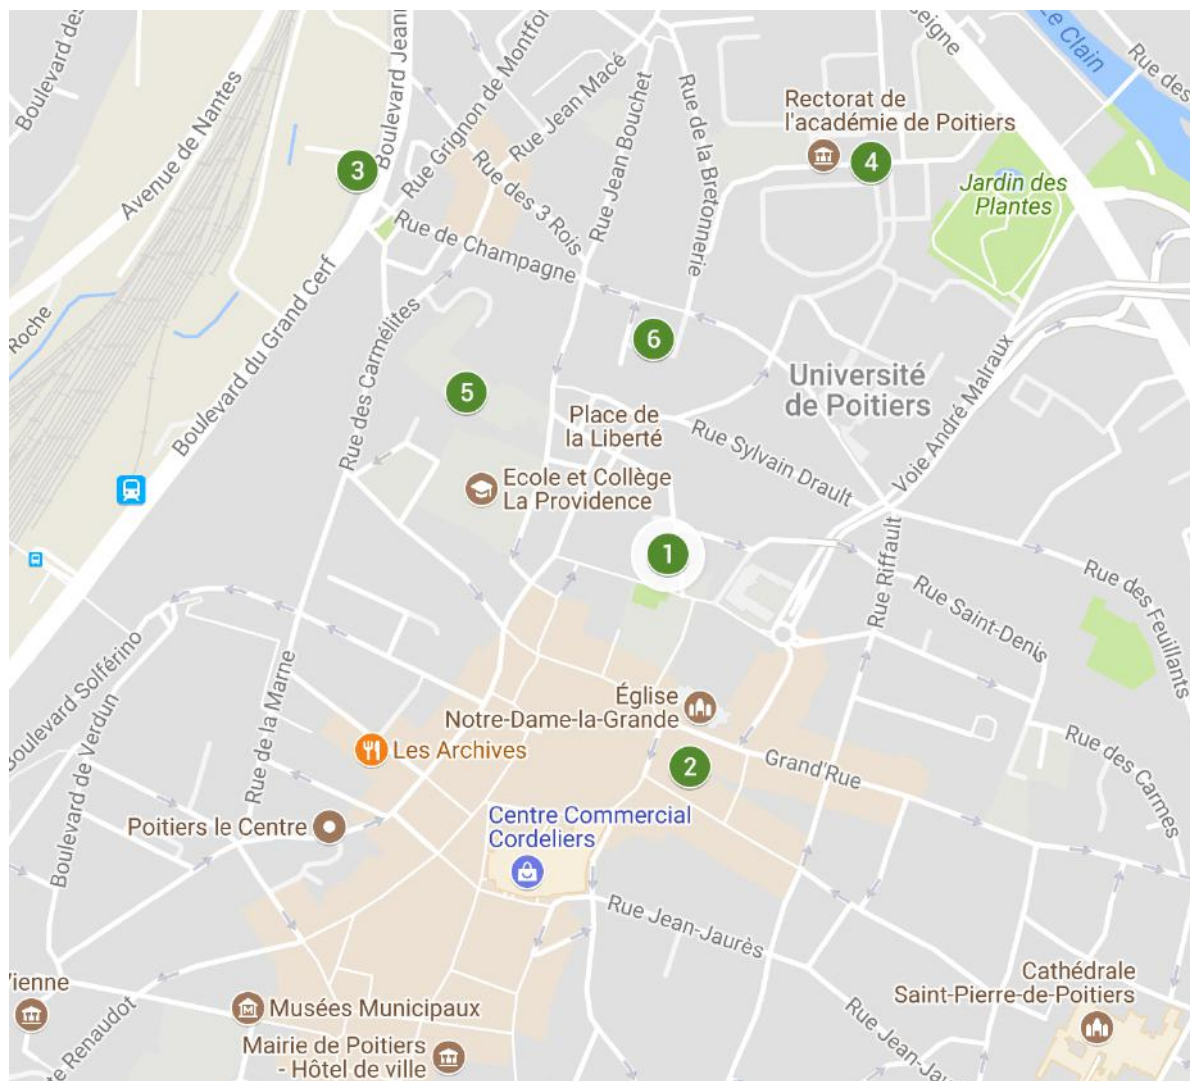 Boulevard des
Avenue de Nantes
Boulevard Jeann
Rue Grignon de Montfor
Rue Jean Macé
Rue Jean Bouchet
Rue de la Bretonnerie
seigne
Le Clain
Rue des
Rectorat de
l'académie de Poitiers
3
4
Jardin des
Plantes
Rue des 3 Rois
Rue de Champagne
Roche
Boulevard du Grand Cerf
Rue des Carmélites
6
5
Université
de Poitiers
Place de
la Liberté
Rue Sylvain Drault
Voie André Malraux
Ecole et Collège
La Providence
1
Rue Riffault
Rue Saint-Denis
Rue des Feuillants
Boulevard Solférino
Boulevard de Verdun
Rue de la Marne
Église
Notre-Dame-la-Grande
Les Archives
2
Grand'Rue
Rue des Carmes
Poitiers le Centre
Centre Commercial
Cordeliers
Rue Jean-Jaurès
Cathédrale
Saint-Pierre-de-Poitiers
Vienne
Musées Municipaux
te Renaudot
Rue Jean-Jau
Mairie de Poitiers
- Hôtel de ville